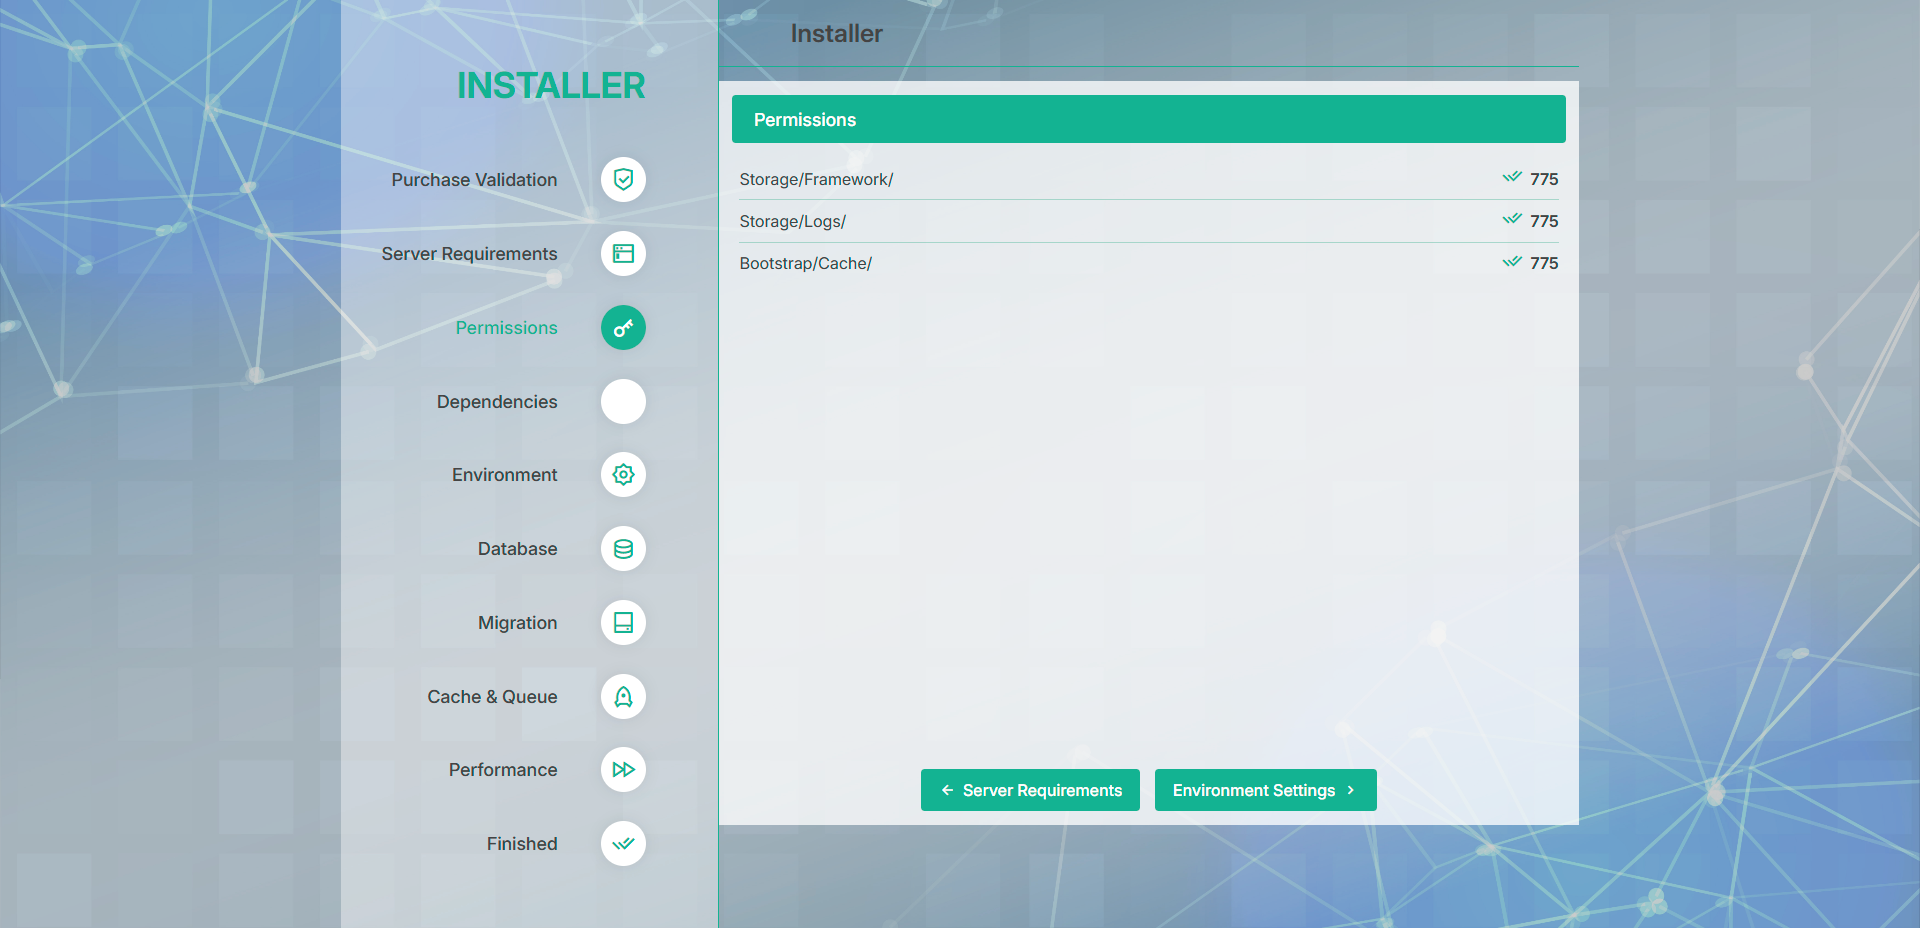 INSTALLER
Purchase Validation
Server Requirements
Permissions
Dependencies
Environment
Database
Migration
Cache & Queue
Performance
Finished
Installer
Permissions
Storage/Framework/ 775
Storage/Logs/ 775
Bootstrap/Cache/ 775
Server Requirements
Environment Settings